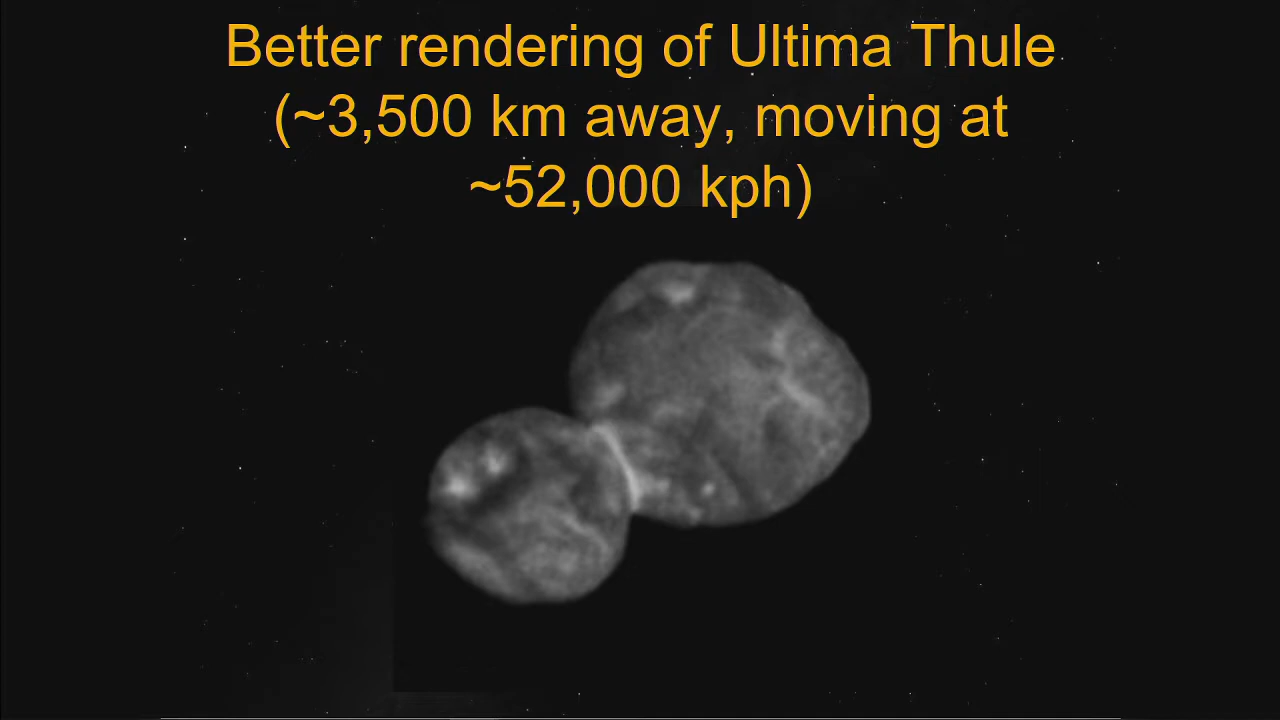 Better rendering of Ultima Thule
(~3,500 km away, moving at
~52,000 kph)